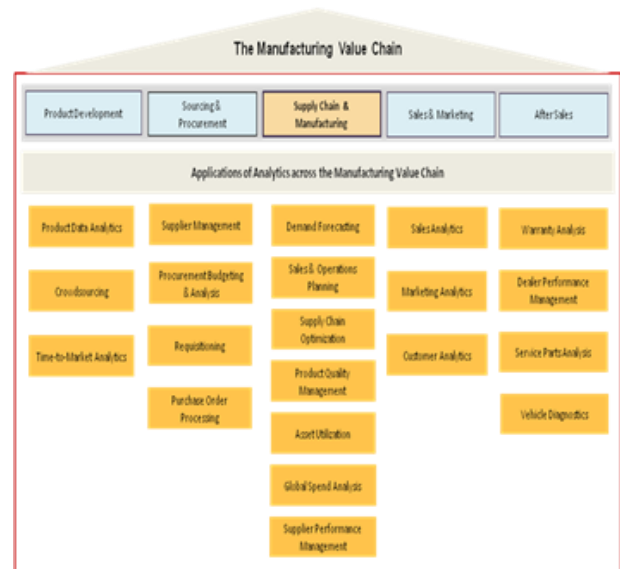 The Manufacturing Value Chain
Product Development
Sourcing &
Procurement
Supply Chain &
Manufacturing
Sales & Marketing
After Sales
Applications of Analytics across the Manufacturing Value Chain
Product Data Analytics
Crowdsourcing
Time-to-Market Analytics
Supplier Management
Procurement Budgeting
& Analysis
Requisitioning
Purchase Order
Processing
Demand Forecasting
Sales & Operations
Planning
Supply Chain
Optimization
Product Quality
Management
Asset Utilization
Global Spend Analysis
Supplier Performance
Management
Sales Analytics
Marketing Analytics
Customer Analytics
Warranty Analysis
Dealer Performance
Management
Service Parts Analysis
Vehicle Diagnostics